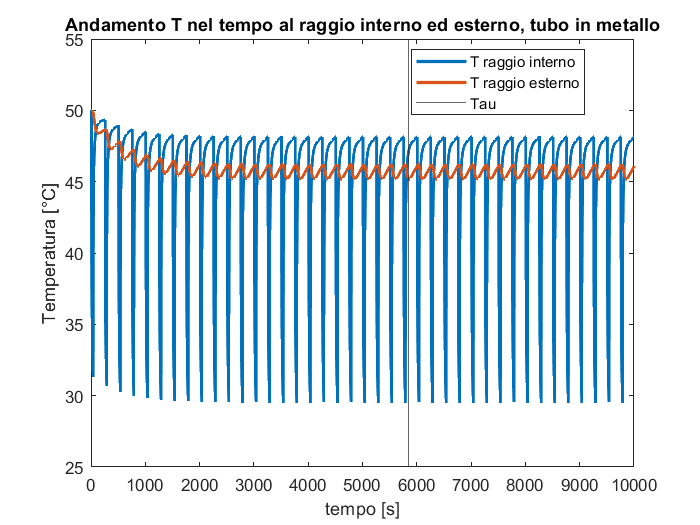 Andamento T nel tempo al raggio interno ed esterno, tubo in metallo
55
50
45
40
35
30
25
Temperatura [°C]
T raggio interno
T raggio esterno
Tau
0 1000 2000 3000 4000 5000 6000 7000 8000 9000 10000
tempo [s]